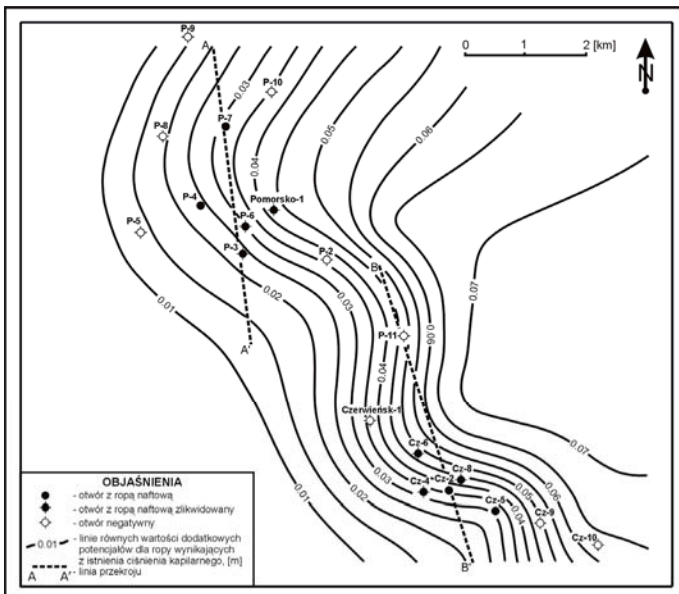 P-9
A
0
1
2 [km]
N
0.03
P-10
0.05
0.06
P-7
P-8
0.04
P-4
Pomorsko-1
P-6
P-5
P-3
P-2
B
0.07
0.01
0.02
0.03
P-11
0.06
A'
0.04
Czerwieńsk-1
Cz-6
0.07
Cz-8
0.03
Cz-2
0.05
0.06
Cz-4
Cz-5
0.01
0.02
0.04
Cz-9
Cz-10
B'
OBJAŚNIENIA
- otwór z ropą naftową
- otwór z ropą naftową zlikwidowany
- otwór negatywny
0.01 - linie równych wartości dodatkowych
potencjałów dla ropy wynikających
z istnienia ciśnienia kapilarnego, [m]
A A' - linia przekroju